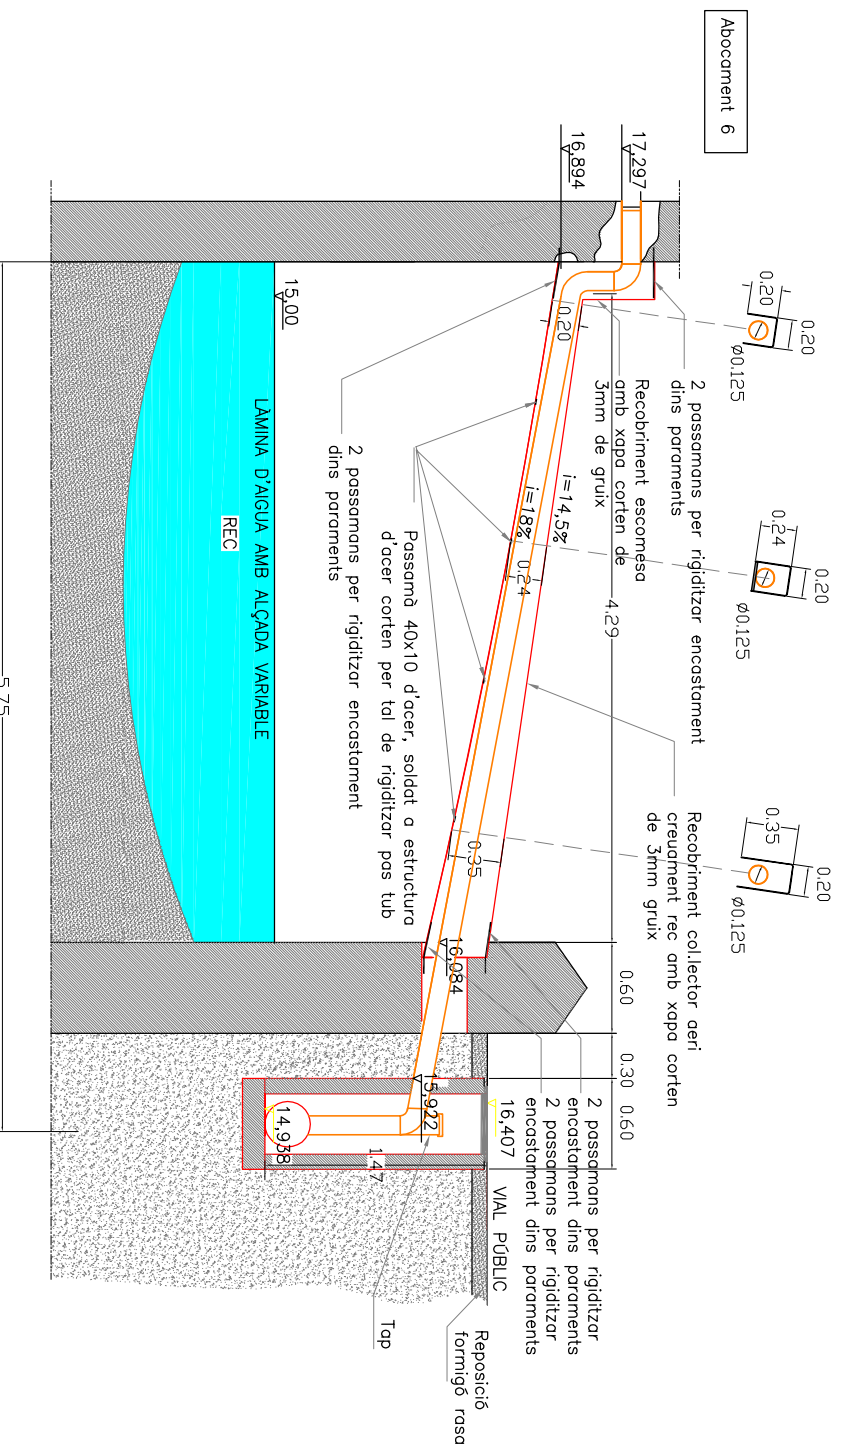 Abocament 6
17,297
16,894
15,00
0.20
0.20
Ø0.125
0.24
0.20
Ø0.125
0.35
0.20
Ø0.125
2 passamans per rigiditzar encastament
dins paraments
Recobriment escomesa
amb xapa corten de
3mm de gruix
0.20
i=14,5%
i=18%
0.24
4.29
0.35
Recobriment col.lector aeri
creuament rec amb xapa corten
de 3mm gruix
Passamà 40x10 d'acer, soldat a estructura
d'acer corten per tal de rigiditzar pas tub
2 passamans per rigiditzar encastament
dins paraments
LÀMINA D'AIGUA AMB ALÇADA VARIABLE
REC
5.75
16,084
0.60
0.30
0.60
2 passamans per rigiditzar
encastament dins paraments
2 passamans per rigiditzar
encastament dins paraments
15,922
16,407
14,938
1.47
VIAL PÚBLIC
Tap
Reposició
formigó rasa